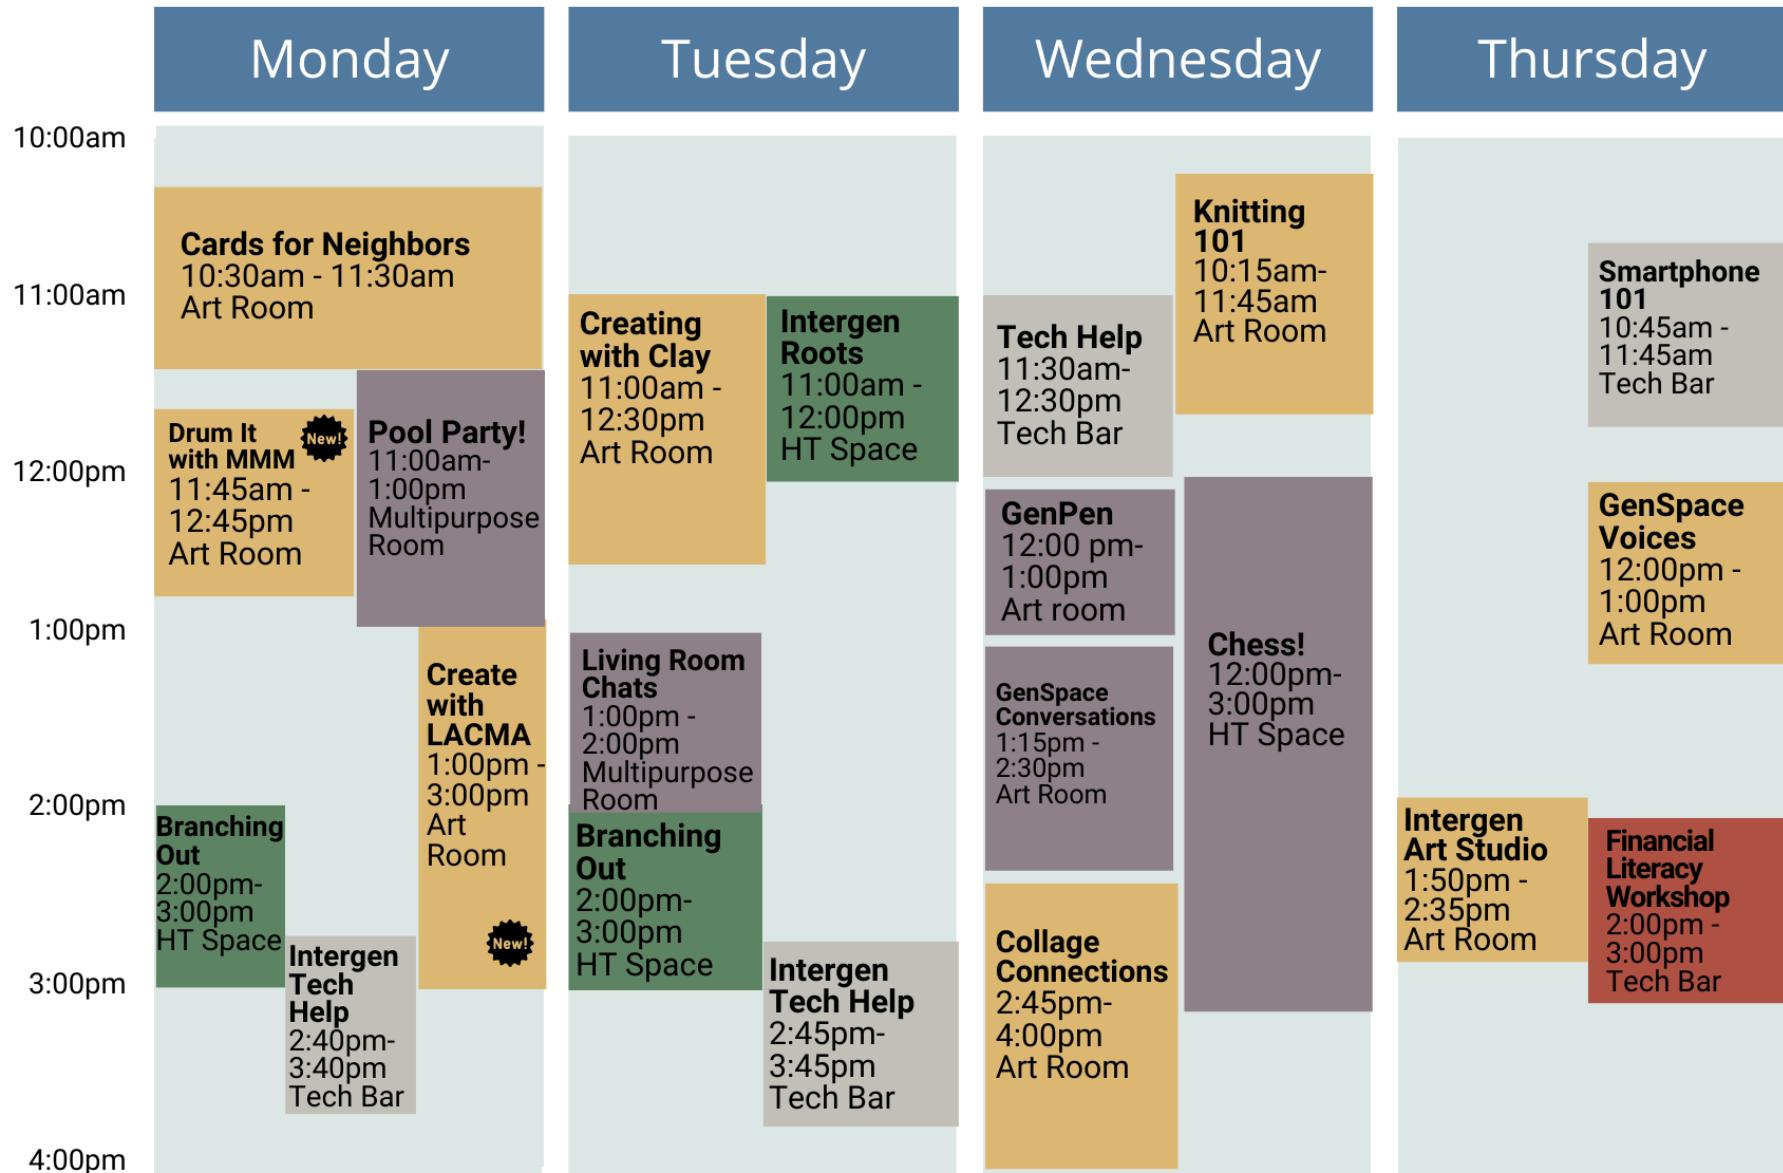 Monday
Tuesday
Wednesday
Thursday
10:00am
11:00am
12:00pm
1:00pm
2:00pm
3:00pm
4:00pm
Cards for Neighbors
10:30am - 11:30am
Art Room
Drum It
with MMM
11:45am -
12:45pm
Art Room
New!
Pool Party!
11:00am-
1:00pm
Multipurpose
Room
Create
with
LACMA
1:00pm -
3:00pm
Art
Room
New!
Branching
Out
2:00pm-
3:00pm
HT Space
Intergen
Tech
Help
2:40pm-
3:40pm
Tech Bar
Creating
with Clay
11:00am -
12:30pm
Art Room
Intergen
Roots
11:00am -
12:00pm
HT Space
Living Room
Chats
1:00pm -
2:00pm
Multipurpose
Room
Branching
Out
2:00pm-
3:00pm
HT Space
Intergen
Tech Help
2:45pm-
3:45pm
Tech Bar
Knitting
101
10:15am-
11:45am
Art Room
Tech Help
11:30am-
12:30pm
Tech Bar
GenPen
12:00 pm-
1:00pm
Art room
Chess!
12:00pm-
3:00pm
HT Space
GenSpace
Conversations
1:15pm -
2:30pm
Art Room
Collage
Connections
2:45pm-
4:00pm
Art Room
Smartphone
101
10:45am -
11:45am
Tech Bar
GenSpace
Voices
12:00pm -
1:00pm
Art Room
Intergen
Art Studio
1:50pm -
2:35pm
Art Room
Financial
Literacy
Workshop
2:00pm -
3:00pm
Tech Bar